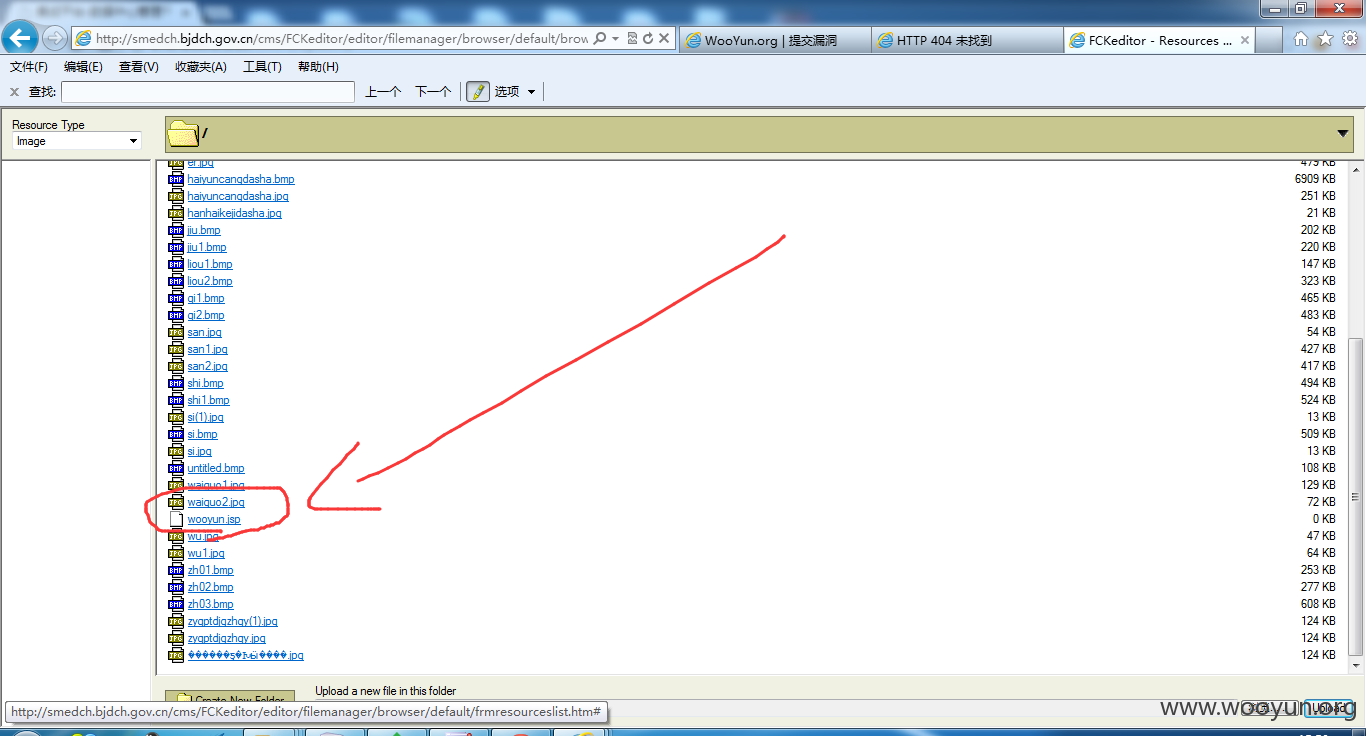 http://smedch.bjdch.gov.cn/cms/FCKeditor/editor/filemanager/browser/default/brow
WooYun.org | 提交漏洞
HTTP 404 未找到
FCKeditor - Resources ...
文件(F) 编辑(E) 查看(V) 收藏夹(A) 工具(T) 帮助(H)
查找: 上一个 下一个 选项
Resource Type
Image
/
er.jpg 479 KB
haiyuncangdasha.bmp 6909 KB
haiyuncangdasha.jpg 251 KB
hanhaikejidasha.jpg 21 KB
jiu.bmp 202 KB
jiu1.bmp 220 KB
liou1.bmp 147 KB
liou2.bmp 323 KB
qi1.bmp 465 KB
qi2.bmp 483 KB
san.jpg 54 KB
san1.jpg 427 KB
san2.jpg 417 KB
shi.bmp 494 KB
shi1.bmp 524 KB
si(1).jpg 13 KB
si.bmp 509 KB
si.jpg 13 KB
untitled.bmp 108 KB
waiguo1.jpg 129 KB
waiguo2.jpg 72 KB
wooyun.jsp 0 KB
wu.jpg 47 KB
wu1.jpg 64 KB
zh01.bmp 253 KB
zh02.bmp 277 KB
zh03.bmp 608 KB
zygptdjgzhgy(1).jpg 124 KB
zygptdjgzhgy.jpg 124 KB
.jpg 124 KB
Create New Folder
Upload a new file in this folder
Upload
http://smedch.bjdch.gov.cn/cms/FCKeditor/editor/filemanager/browser/default/frmresourceslist.htm#
www.wooyun.org